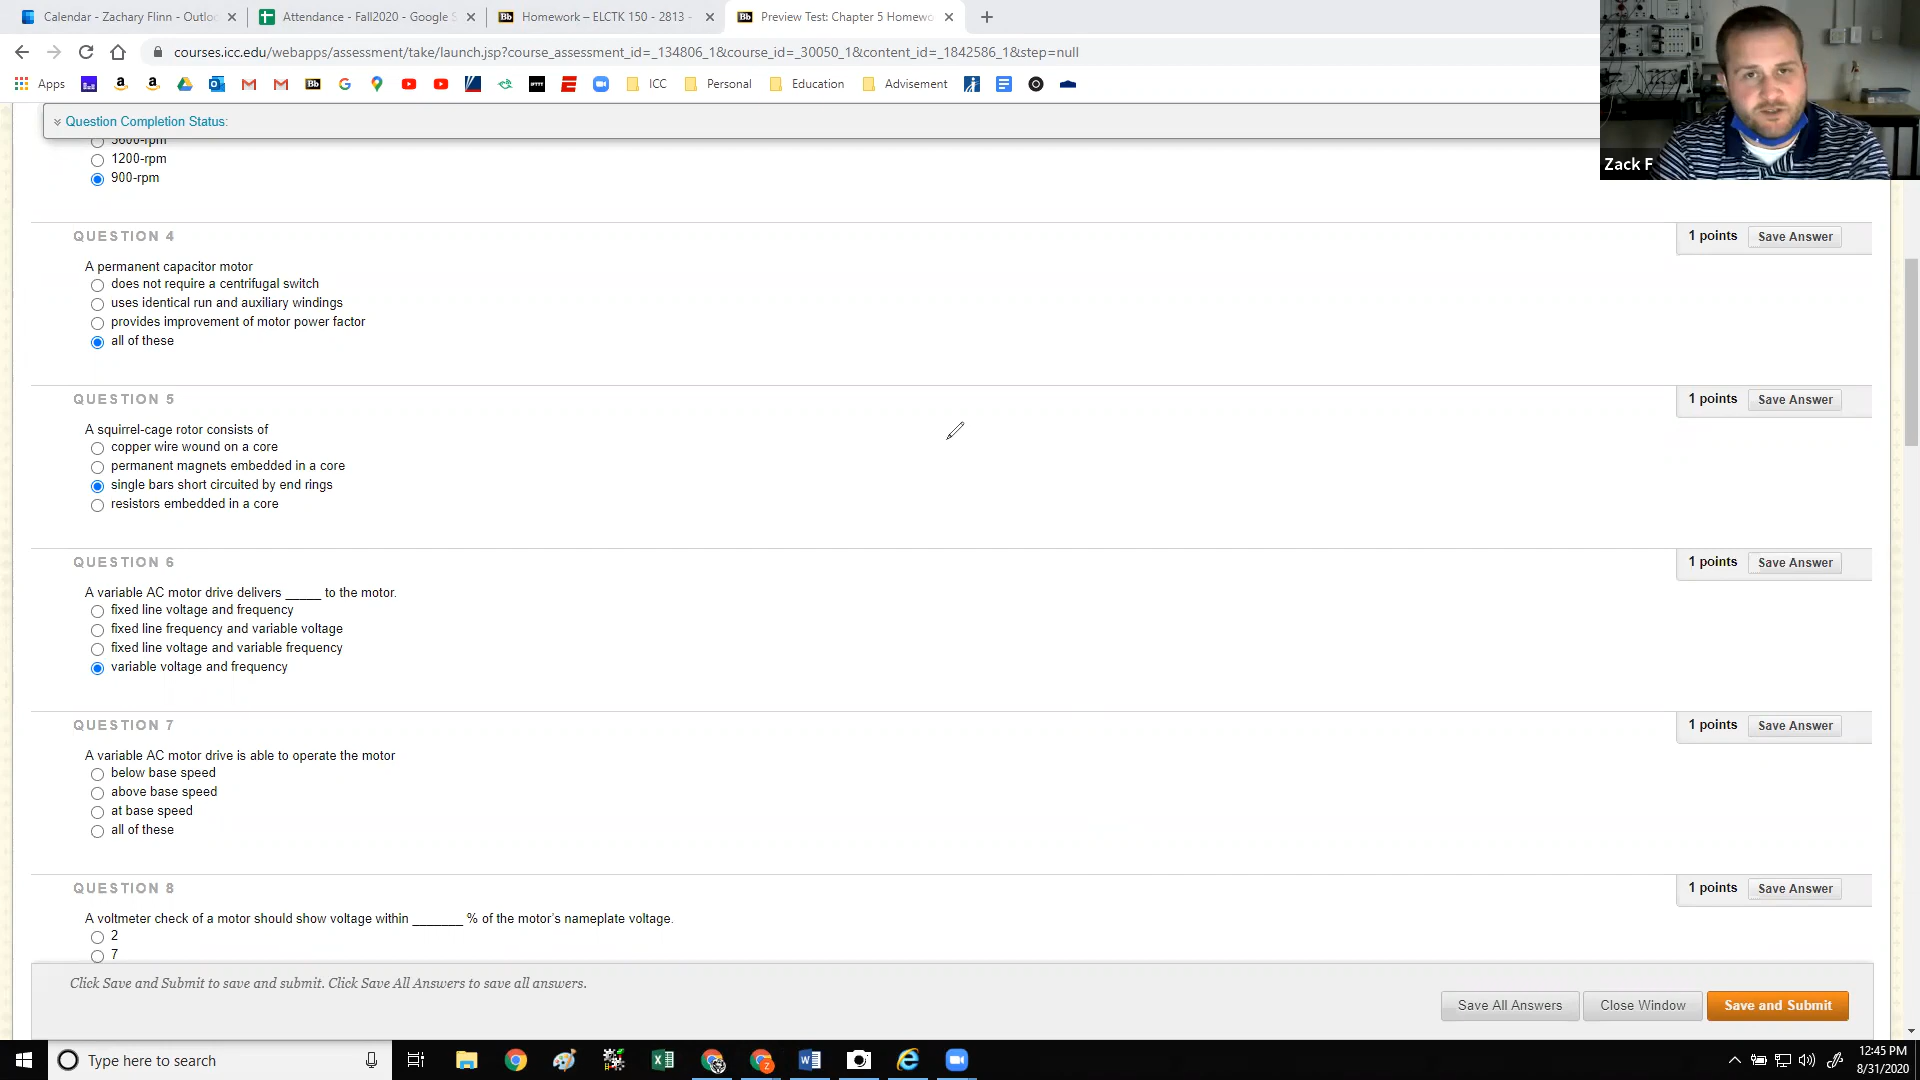 Calendar - Zachary Flinn - Outlo
Attendance - Fall2020 - Google S
Homework – ELCTK 150 - 2813 -
Preview Test: Chapter 5 Homewo
courses.icc.edu/webapps/assessment/take/launch.jsp?course_assessment_id=_134806_1&course_id=_30050_1&content_id=_1842586_1&step=null
Apps
ICC
Personal
Education
Advisement
Zack F
Question Completion Status:
3600-rpm
1200-rpm
900-rpm
QUESTION 4
1 points
Save Answer
A permanent capacitor motor
does not require a centrifugal switch
uses identical run and auxiliary windings
provides improvement of motor power factor
all of these
QUESTION 5
1 points
Save Answer
A squirrel-cage rotor consists of
copper wire wound on a core
permanent magnets embedded in a core
single bars short circuited by end rings
resistors embedded in a core
QUESTION 6
1 points
Save Answer
A variable AC motor drive delivers _____ to the motor.
fixed line voltage and frequency
fixed line frequency and variable voltage
fixed line voltage and variable frequency
variable voltage and frequency
QUESTION 7
1 points
Save Answer
A variable AC motor drive is able to operate the motor
below base speed
above base speed
at base speed
all of these
QUESTION 8
1 points
Save Answer
A voltmeter check of a motor should show voltage within _______ % of the motor's nameplate voltage.
2
7
Click Save and Submit to save and submit. Click Save All Answers to save all answers.
Save All Answers
Close Window
Save and Submit
Type here to search
12:45 PM
8/31/2020